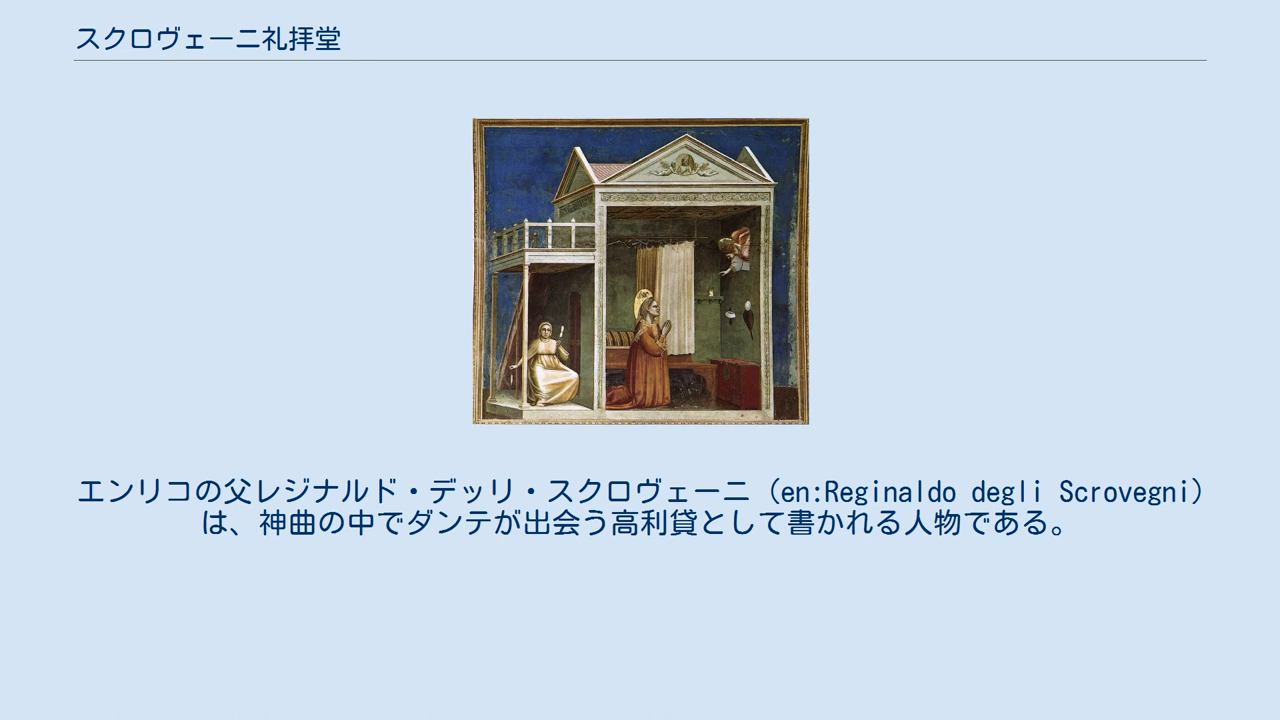 スクロヴェーニ礼拝堂
エンリコの父レジナルド・デッリ・スクロヴェーニ（en:Reginaldo degli Scrovegni）
は、神曲の中でダンテが出会う高利貸として書かれる人物である。